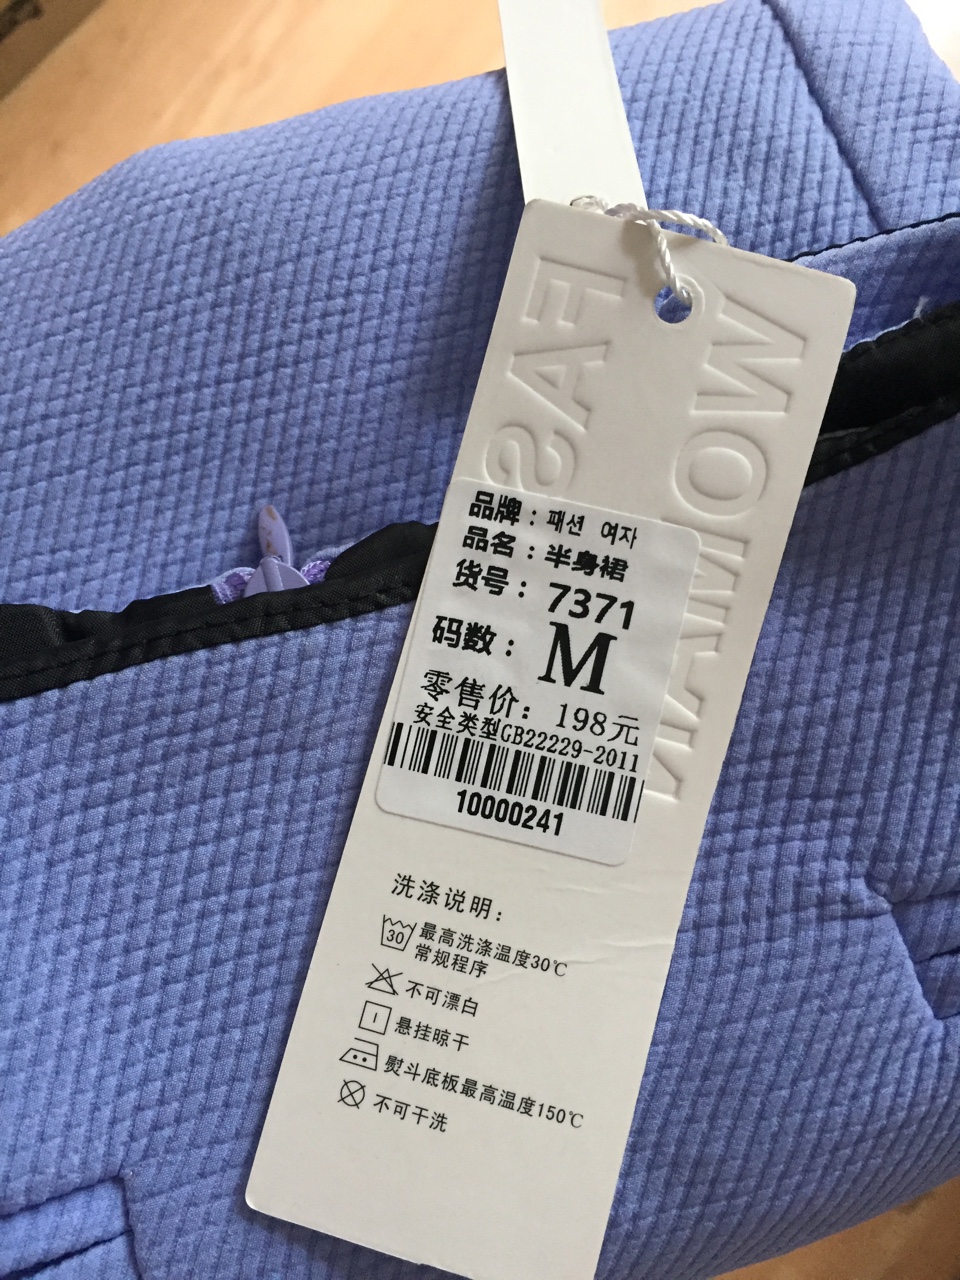 FAS
WOMAN
品牌：패션 여자
品名：半身裙
货号：7371
码数：M
零售价：198元
安全类型GB22229-2011
10000241
洗涤说明：
30 最高洗涤温度30℃
常规程序
不可漂白
悬挂晾干
熨斗底板最高温度150℃
不可干洗